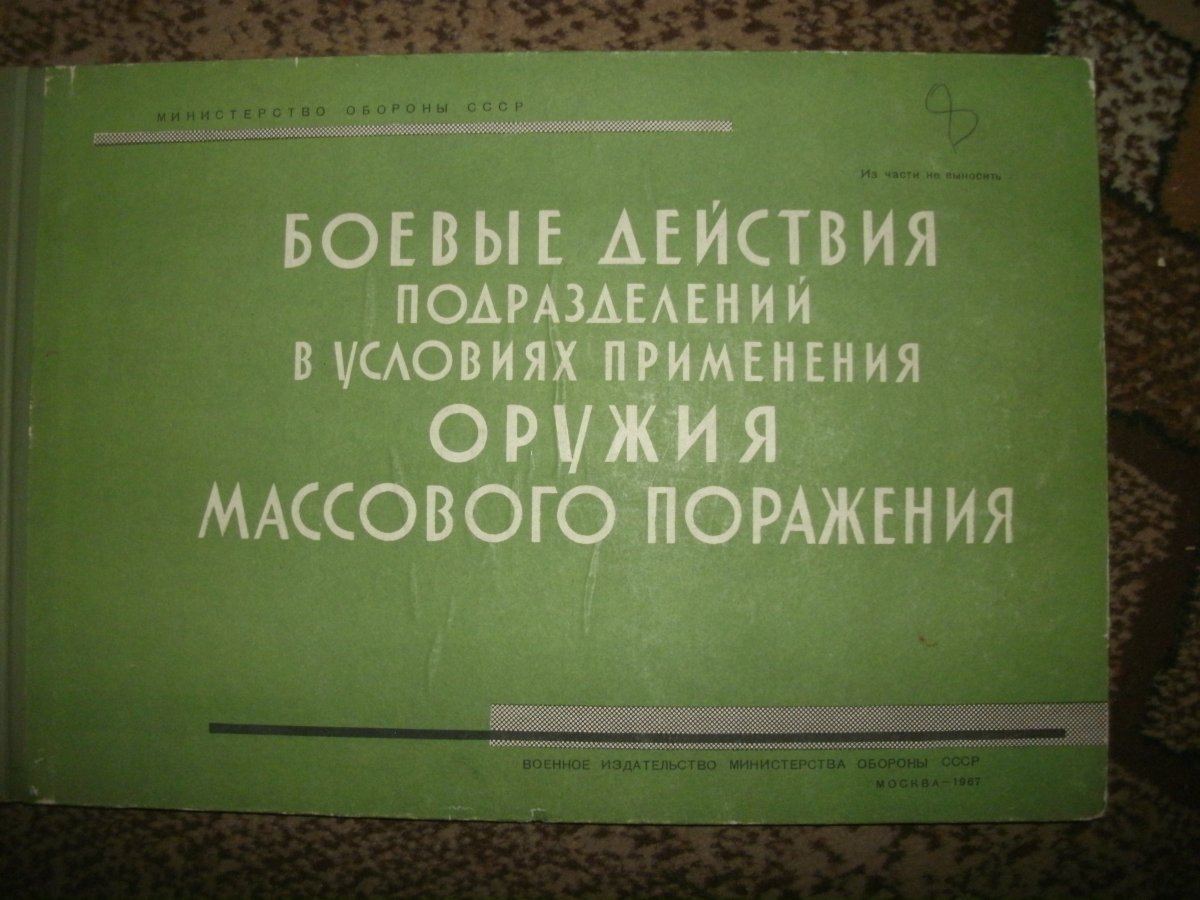 МИНИСТЕРСТВО ОБОРОНЫ СССР
8
Из части не выносить
БОЕВЫЕ ДЕЙСТВИЯ
ПОДРАЗДЕЛЕНИЙ
В УСЛОВИЯХ ПРИМЕНЕНИЯ
ОРУЖИЯ
МАССОВОГО ПОРАЖЕНИЯ
ВОЕННОЕ ИЗДАТЕЛЬСТВО МИНИСТЕРСТВА ОБОРОНЫ СССР
МОСКВА—1967